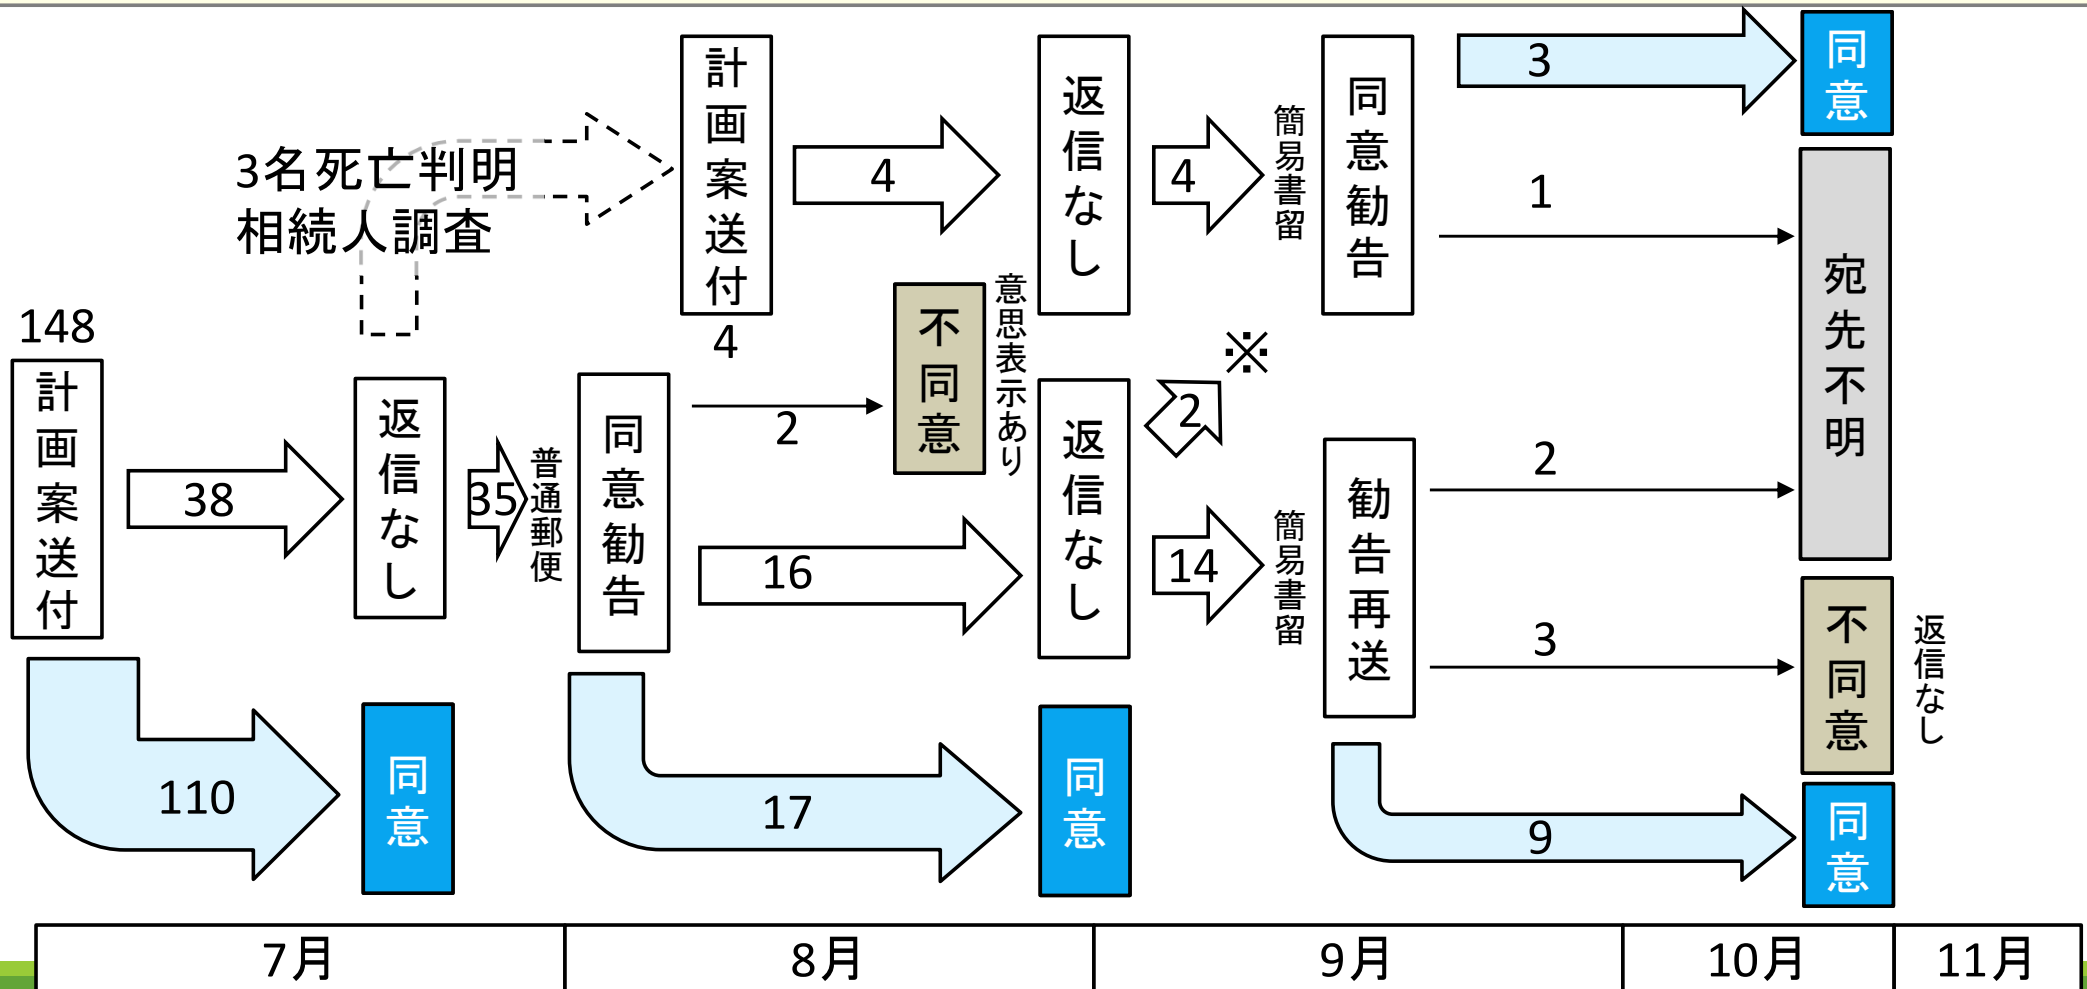 148
計画案送付
38
返信なし
110
同意
3名死亡判明
相続人調査
35
普通郵便
同意勧告
計画案送付
4
4
返信なし
4
簡易書留
同意勧告
3
同意
1
宛先不明
2
不同意
意思表示あり
16
返信なし
2
※
14
簡易書留
勧告再送
2
3
不同意
返信なし
17
同意
9
同意
7月
8月
9月
10月
11月